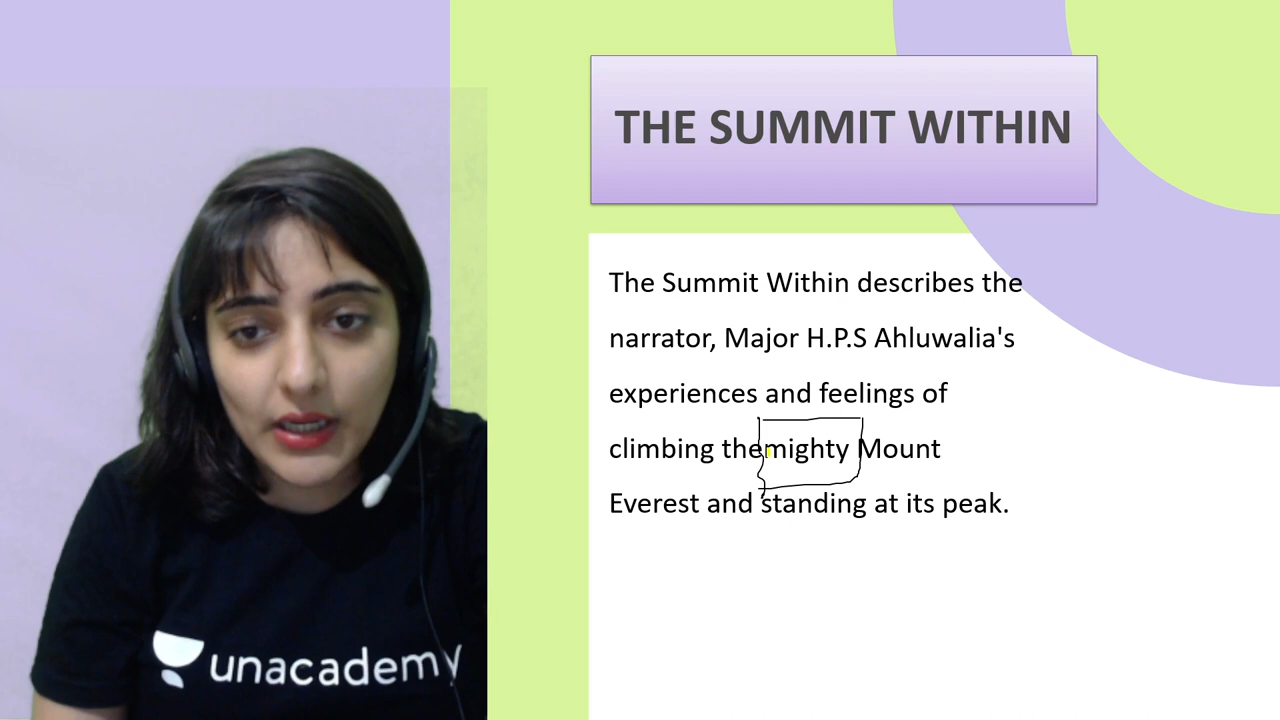 THE SUMMIT WITHIN
The Summit Within describes the
narrator, Major H.P.S Ahluwalia's
experiences and feelings of
climbing themighty Mount
Everest and standing at its peak.
unacademy